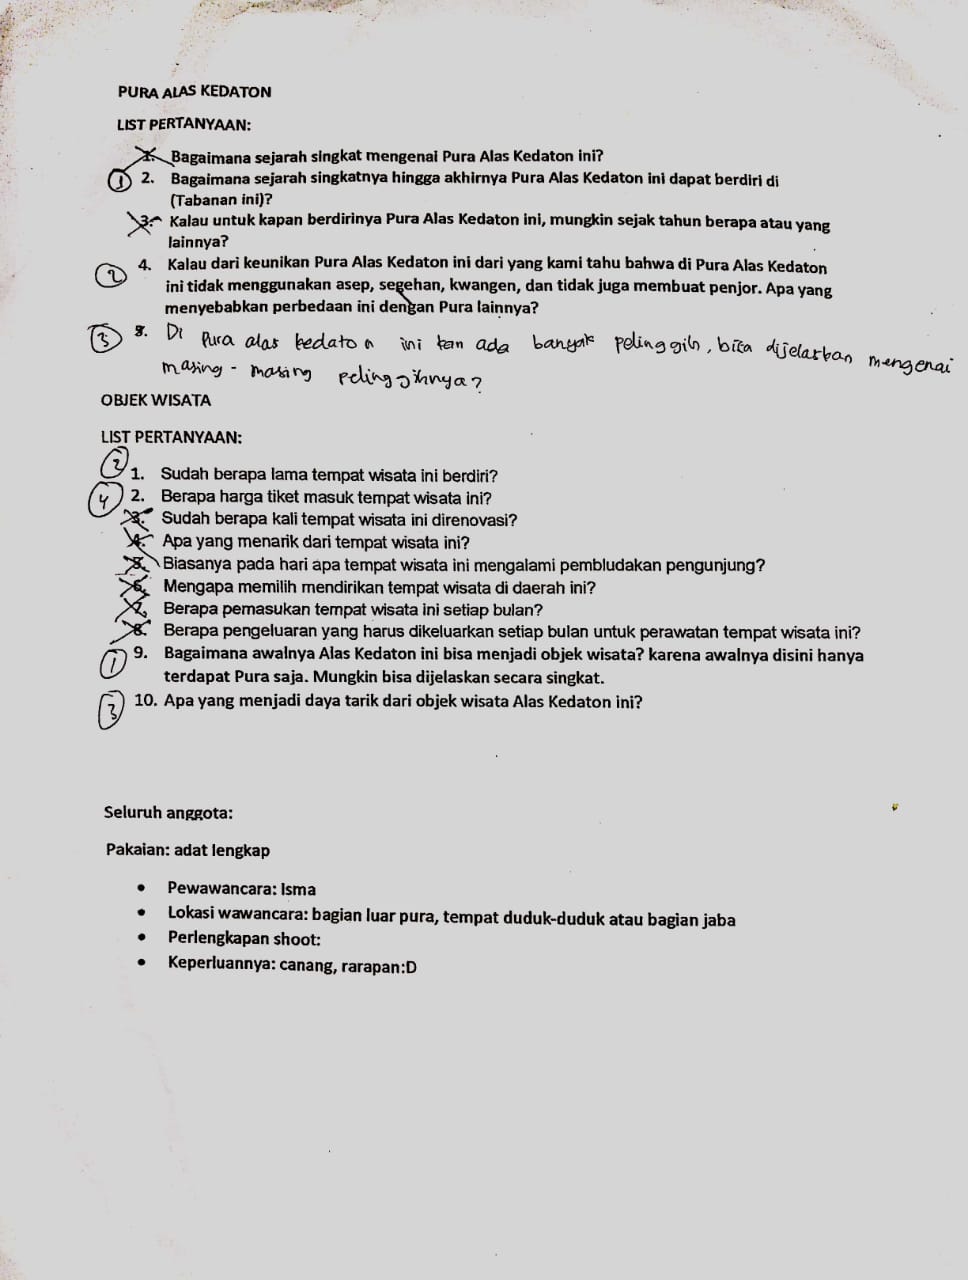 PURA ALAS KEDATON
LIST PERTANYAAN:
1. Bagaimana sejarah singkat mengenai Pura Alas Kedaton ini?
① 2. Bagaimana sejarah singkatnya hingga akhirnya Pura Alas Kedaton ini dapat berdiri di
(Tabanan ini)?
3. Kalau untuk kapan berdirinya Pura Alas Kedaton ini, mungkin sejak tahun berapa atau yang
lainnya?
② 4. Kalau dari keunikan Pura Alas Kedaton ini dari yang kami tahu bahwa di Pura Alas Kedaton
ini tidak menggunakan asep, segehan, kwangen, dan tidak juga membuat penjor. Apa yang
menyebabkan perbedaan ini dengan Pura lainnya?
③ Di Pura alas kedaton ini kan ada banyak pelinggih, bisa dijelaskan mengenai
masing - masing pelinggihnya?
OBJEK WISATA
LIST PERTANYAAN:
② 1. Sudah berapa lama tempat wisata ini berdiri?
④ 2. Berapa harga tiket masuk tempat wisata ini?
3. Sudah berapa kali tempat wisata ini direnovasi?
4. Apa yang menarik dari tempat wisata ini?
5. Biasanya pada hari apa tempat wisata ini mengalami pembludakan pengunjung?
6. Mengapa memilih mendirikan tempat wisata di daerah ini?
7. Berapa pemasukan tempat wisata ini setiap bulan?
8. Berapa pengeluaran yang harus dikeluarkan setiap bulan untuk perawatan tempat wisata ini?
① 9. Bagaimana awalnya Alas Kedaton ini bisa menjadi objek wisata? karena awalnya disini hanya
terdapat Pura saja. Mungkin bisa dijelaskan secara singkat.
③ 10. Apa yang menjadi daya tarik dari objek wisata Alas Kedaton ini?
Seluruh anggota:
Pakaian: adat lengkap
• Pewawancara: Isma
• Lokasi wawancara: bagian luar pura, tempat duduk-duduk atau bagian jaba
• Perlengkapan shoot:
• Keperluannya: canang, rarapan:D